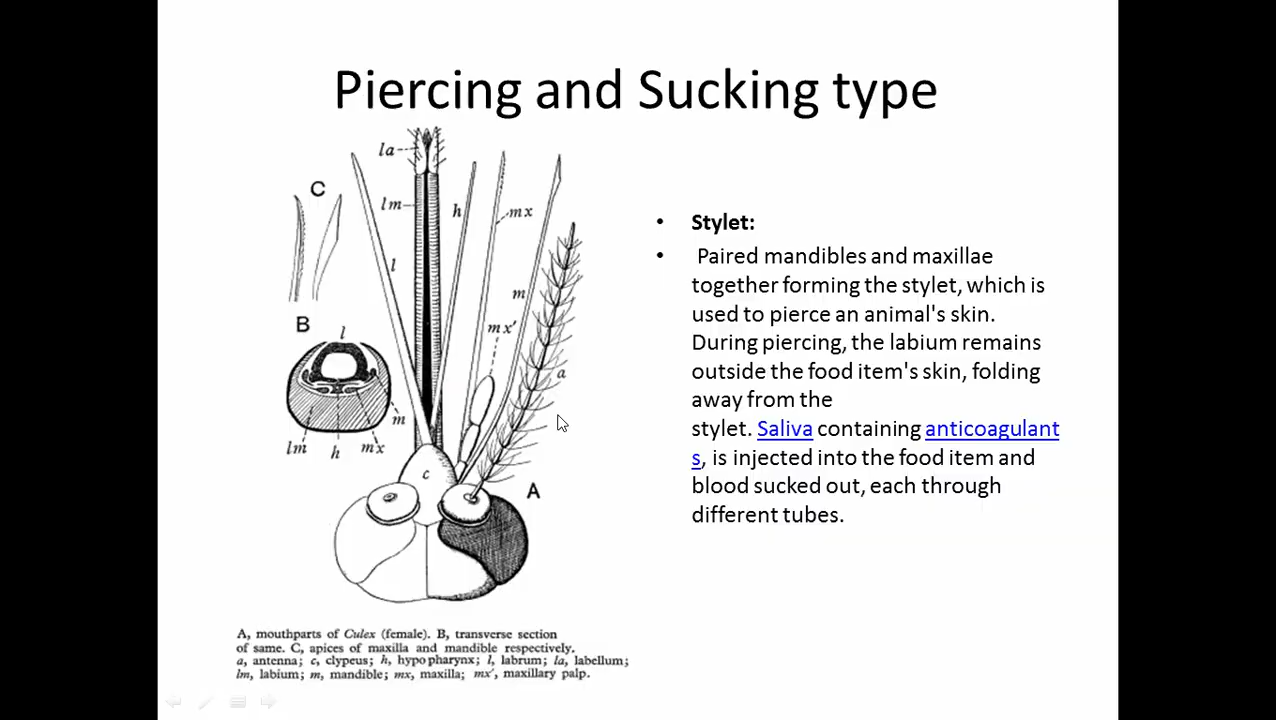 Piercing and Sucking type
la
C
lm
h
mx
l
m
B
l
mx'
a
m
lm
h
mx
c
A
• Stylet:
• Paired mandibles and maxillae
together forming the stylet, which is
used to pierce an animal's skin.
During piercing, the labium remains
outside the food item's skin, folding
away from the
stylet. Saliva containing anticoagulant
s, is injected into the food item and
blood sucked out, each through
different tubes.
A, mouthparts of Culex (female). B, transverse section
of same. C, apices of maxilla and mandible respectively.
a, antenna; c, clypeus; h, hypopharynx; l, labrum; la, labellum;
lm, labium; m, mandible; mx, maxilla; mx', maxillary palp.